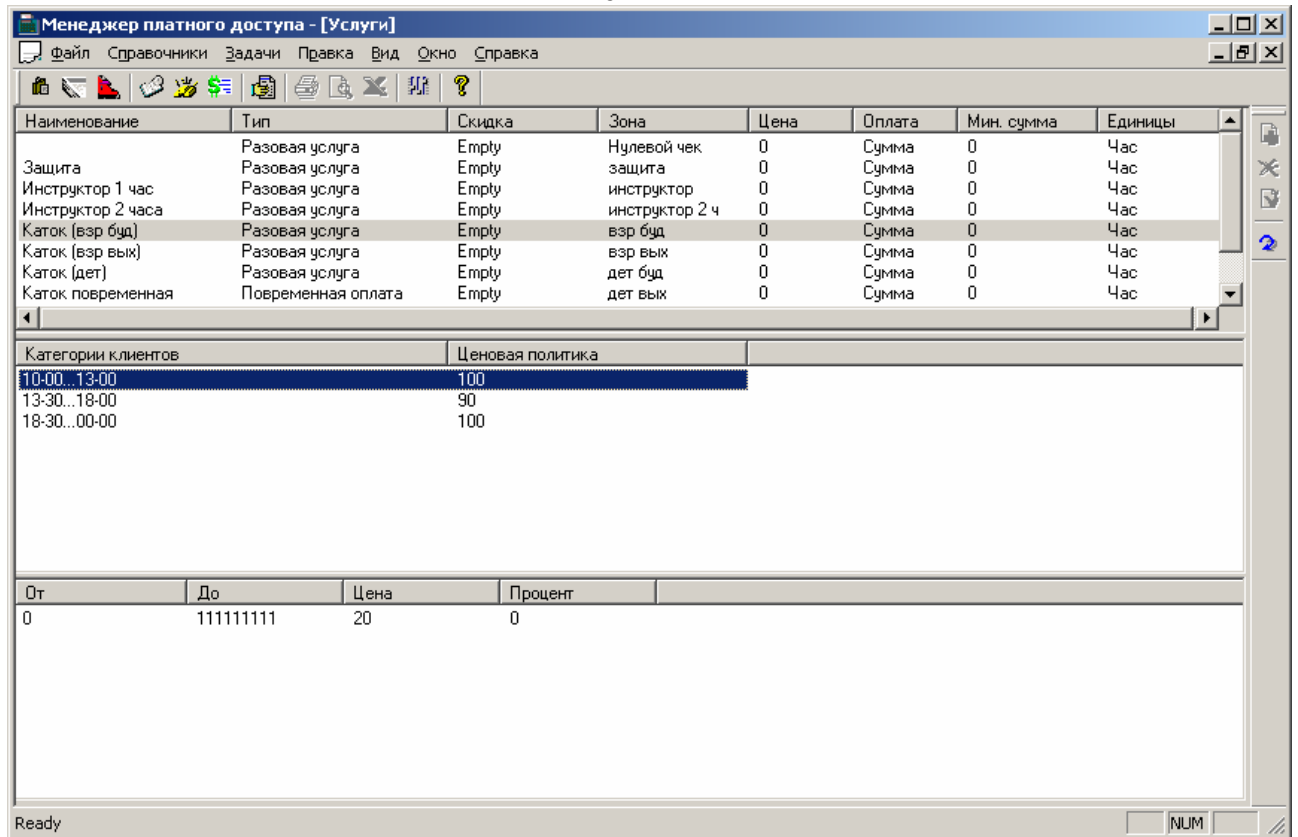 Менеджер платного доступа - [Услуги]
Файл Справочники Задачи Правка Вид Окно Справка
Наименование Тип Скидка Зона Цена Оплата Мин. сумма Единицы
Разовая услуга Empty Нулевой чек 0 Сумма 0 Час
Защита Разовая услуга Empty защита 0 Сумма 0 Час
Инструктор 1 час Разовая услуга Empty инструктор 0 Сумма 0 Час
Инструктор 2 часа Разовая услуга Empty инструктор 2 ч 0 Сумма 0 Час
Каток (взр буд) Разовая услуга Empty взр буд 0 Сумма 0 Час
Каток (взр вых) Разовая услуга Empty взр вых 0 Сумма 0 Час
Каток (дет) Разовая услуга Empty дет буд 0 Сумма 0 Час
Каток повременная Повременная оплата Empty дет вых 0 Сумма 0 Час
Категории клиентов Ценовая политика
10-00...13-00 100
13-30...18-00 90
18-30...00-00 100
От До Цена Процент
0 111111111 20 0
Ready NUM